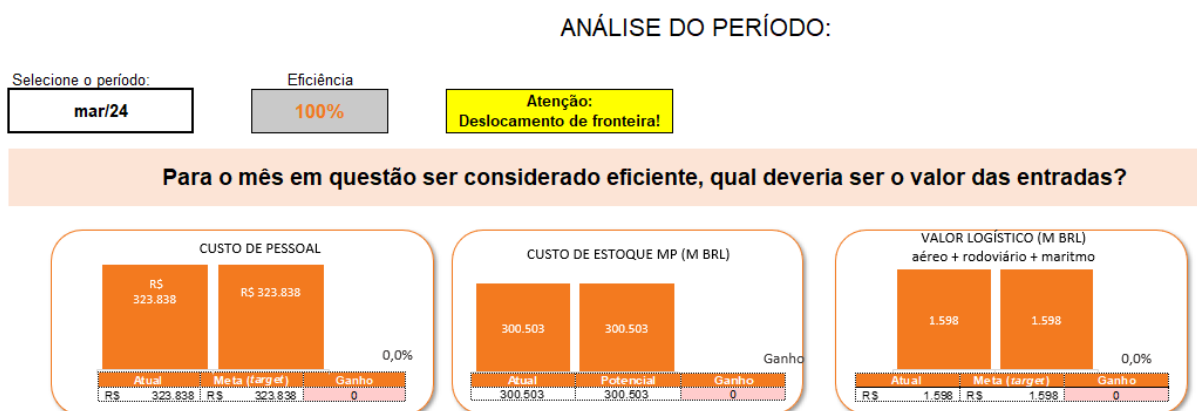 ANÁLISE DO PERÍODO:
Selecione o período:
mar/24
Eficiência
100%
Atenção:
Deslocamento de fronteira!
Para o mês em questão ser considerado eficiente, qual deveria ser o valor das entradas?
CUSTO DE PESSOAL
R$
323.838
R$ 323.838
0,0%
Atual Meta (target) Ganho
R$ 323.838 R$ 323.838 0
CUSTO DE ESTOQUE MP (M BRL)
300.503
300.503
Ganho
Atual Potencial Ganho
300.503 300.503 0
VALOR LOGÍSTICO (M BRL)
aéreo + rodoviário + maritmo
1.598
1.598
0,0%
Atual Meta (target) Ganho
R$ 1.598 R$ 1.598 0